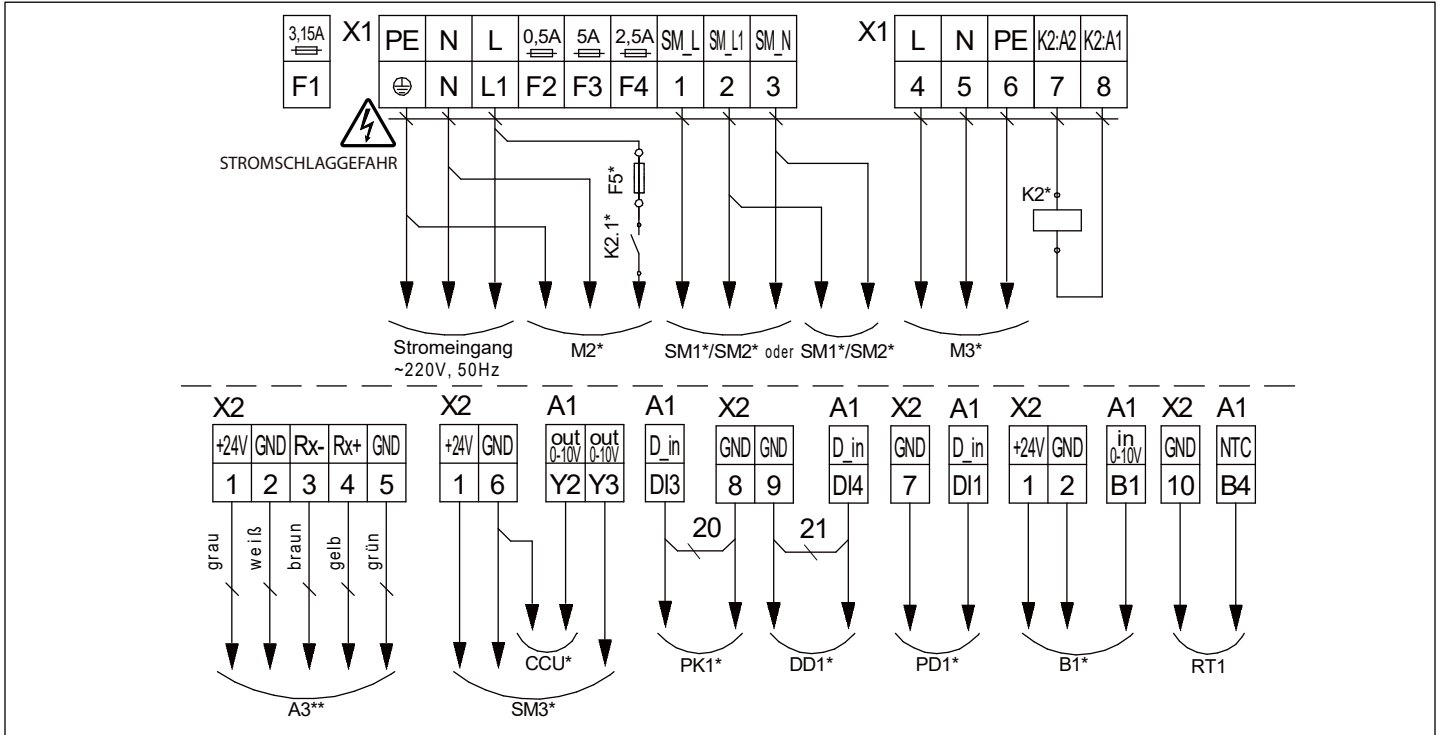 3,15A X1 PE N L 0,5A 5A 2,5A SM_L SM_L1 SM_N X1 L N PE K2:A2 K2:A1
F1 N L1 F2 F3 F4 1 2 3 4 5 6 7 8
STROMSCHLAGGEFAHR
F5*
K2.1*
K2*
Stromeingang M2* SM1*/SM2* oder SM1*/SM2* M3*
~220V, 50Hz
X2 X2 A1 A1 X2 A1 X2 A1 X2 A1 X2 A1
+24V GND Rx- Rx+ GND +24V GND out 0-10V out 0-10V D_in GND GND D_in GND D_in +24V GND in 0-10V GND NTC
1 2 3 4 5 1 6 Y2 Y3 DI3 8 9 DI4 7 DI1 1 2 B1 10 B4
20 21
grau weiß braun gelb grün
CCU* PK1* DD1* PD1* B1* RT1
A3** SM3*